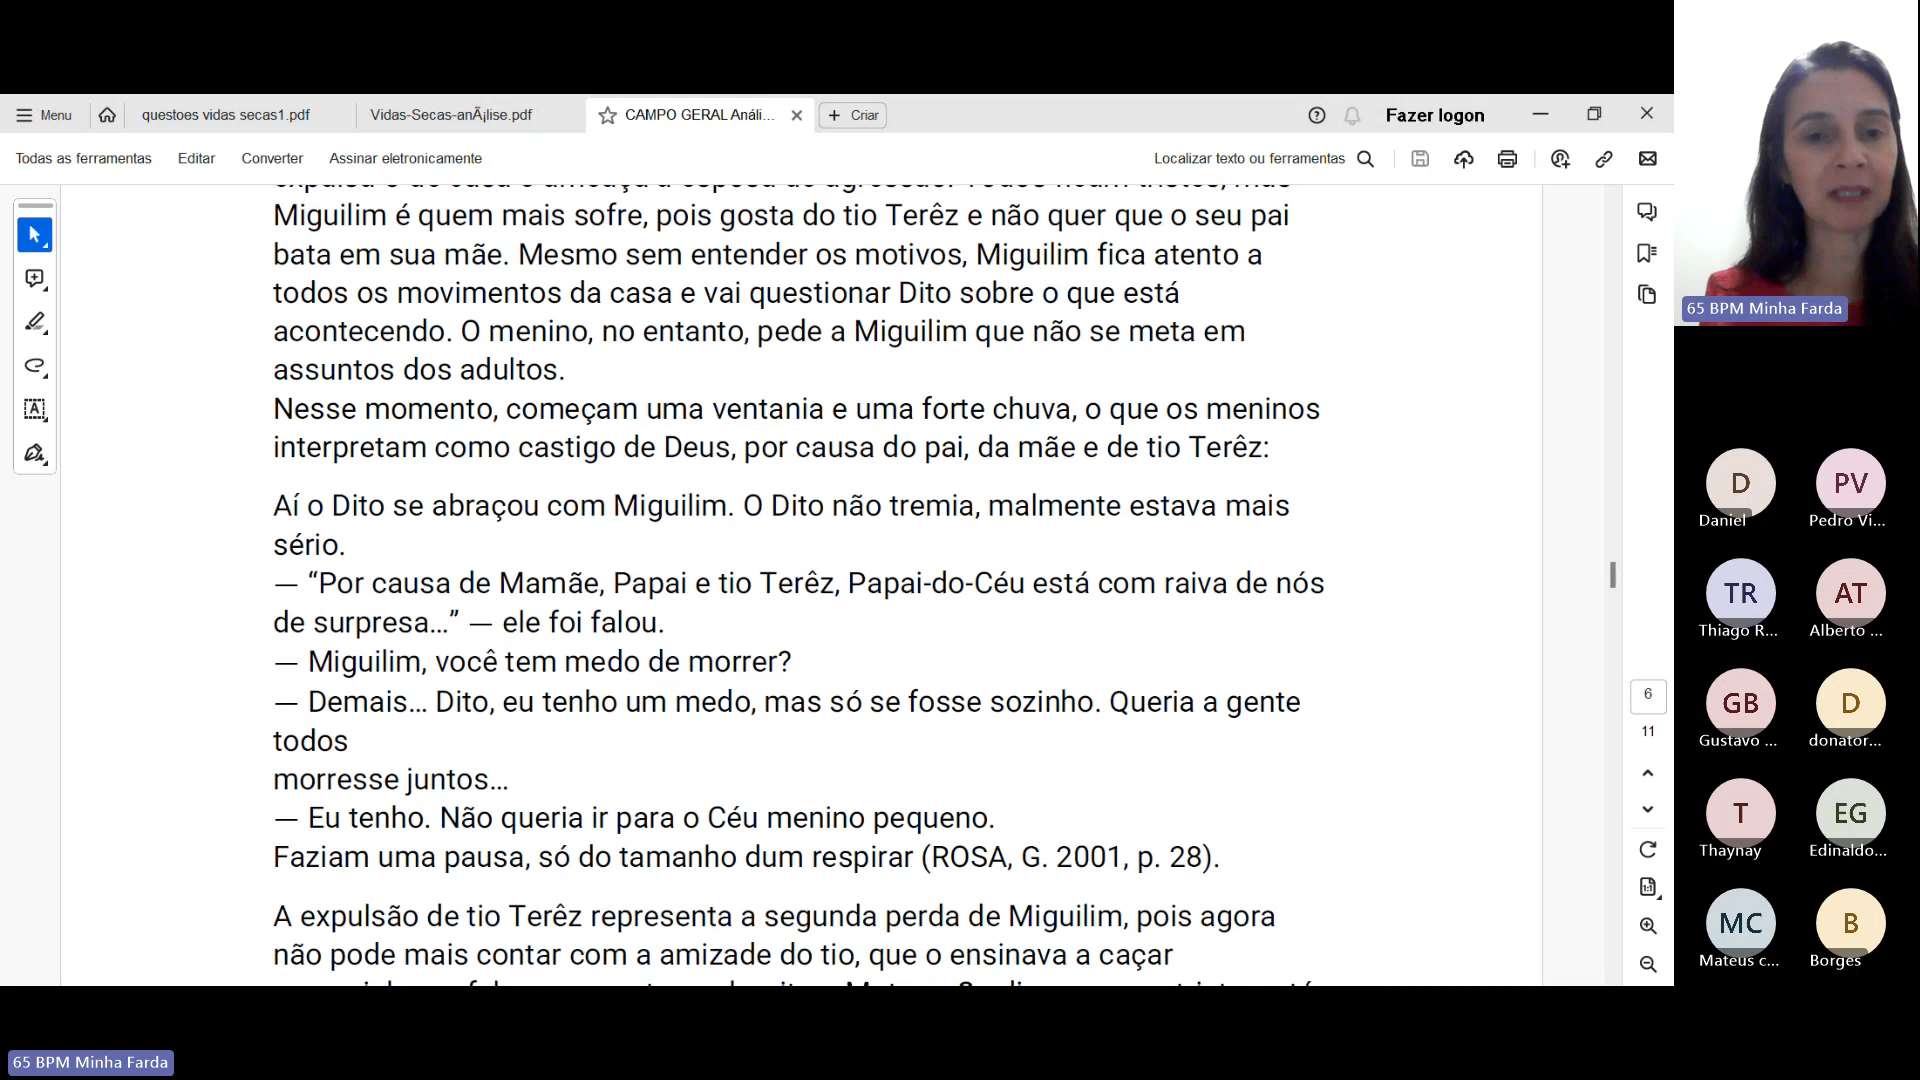 Menu
questoes vidas secas1.pdf
Vidas-Secas-anÃ¡lise.pdf
CAMPO GERAL Análi...
Criar
Fazer logon
Todas as ferramentas
Editar
Converter
Assinar eletronicamente
Localizar texto ou ferramentas
Miguilim é quem mais sofre, pois gosta do tio Terêz e não quer que o seu pai
bata em sua mãe. Mesmo sem entender os motivos, Miguilim fica atento a
todos os movimentos da casa e vai questionar Dito sobre o que está
acontecendo. O menino, no entanto, pede a Miguilim que não se meta em
assuntos dos adultos.
Nesse momento, começam uma ventania e uma forte chuva, o que os meninos
interpretam como castigo de Deus, por causa do pai, da mãe e de tio Terêz:
Aí o Dito se abraçou com Miguilim. O Dito não tremia, malmente estava mais
sério.
— “Por causa de Mamãe, Papai e tio Terêz, Papai-do-Céu está com raiva de nós
de surpresa…” — ele foi falou.
— Miguilim, você tem medo de morrer?
— Demais… Dito, eu tenho um medo, mas só se fosse sozinho. Queria a gente
todos
morresse juntos…
— Eu tenho. Não queria ir para o Céu menino pequeno.
Faziam uma pausa, só do tamanho dum respirar (ROSA, G. 2001, p. 28).
A expulsão de tio Terêz representa a segunda perda de Miguilim, pois agora
não pode mais contar com a amizade do tio, que o ensinava a caçar
6
11
65 BPM Minha Farda
D
Daniel
PV
Pedro Vi...
TR
Thiago R...
AT
Alberto ...
GB
Gustavo ...
D
donator...
T
Thaynay
EG
Edinaldo...
MC
Mateus c...
B
Borges
65 BPM Minha Farda